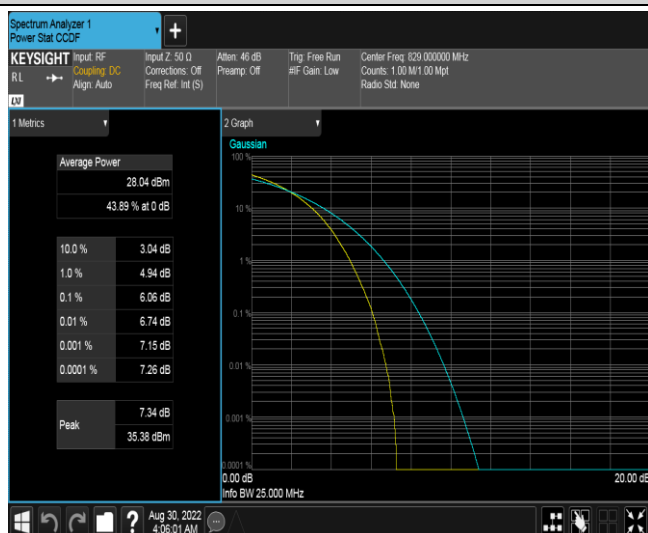 Spectrum Analyzer 1
Power Stat CCDF
+
KEYSIGHT
RL
LXI
Input: RF
Coupling: DC
Align: Auto
Input Z: 50 Ω
Corrections: Off
Freq Ref: Int (S)
Atten: 46 dB
Preamp: Off
Trig: Free Run
#IF Gain: Low
Center Freq: 829.000000 MHz
Counts: 1.00 M/1.00 Mpt
Radio Std: None
1 Metrics
Average Power
28.04 dBm
43.89 % at 0 dB
10.0 % 3.04 dB
1.0 % 4.94 dB
0.1 % 6.06 dB
0.01 % 6.74 dB
0.001 % 7.15 dB
0.0001 % 7.26 dB
Peak
7.34 dB
35.38 dBm
2 Graph
Gaussian
100 %
10 %
1 %
0.1 %
0.01 %
0.001 %
0.0001 %
0.00 dB 20.00 dB
Info BW 25.000 MHz
?
Aug 30, 2022
4:06:01 AM